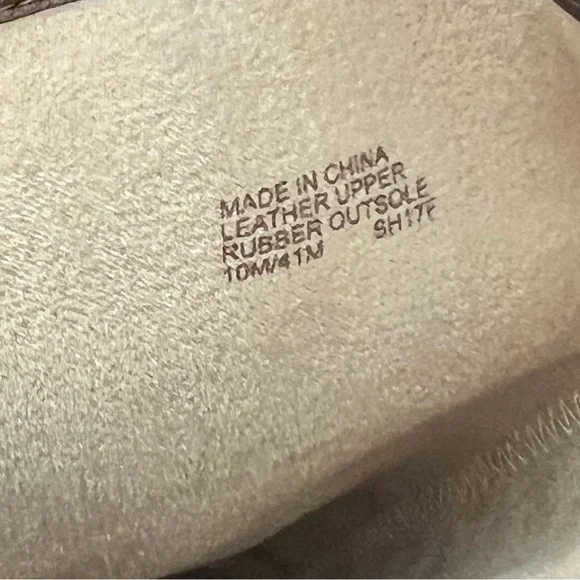 MADE IN CHINA
LEATHER UPPER
RUBBER OUTSOLE
10M/41M SH17F